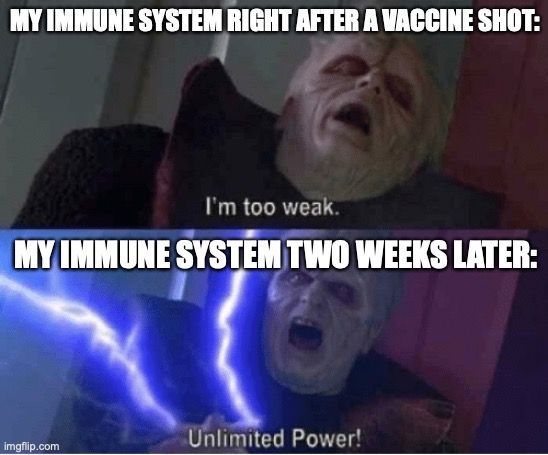 MY IMMUNE SYSTEM RIGHT AFTER A VACCINE SHOT:
I'm too weak.
MY IMMUNE SYSTEM TWO WEEKS LATER:
Unlimited Power!
imgflip.com